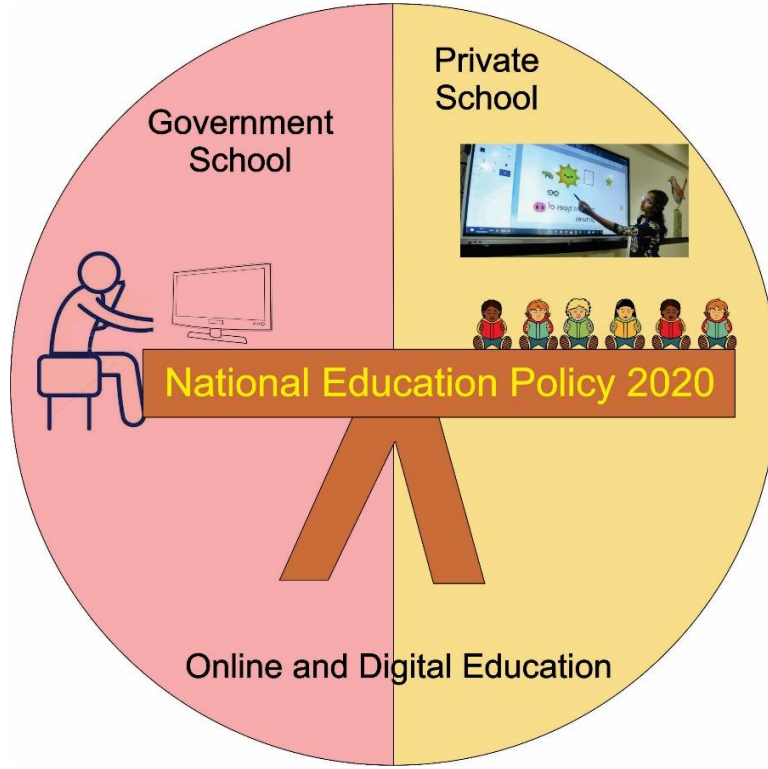 Government
School
Private
School
National Education Policy 2020
Online and Digital Education